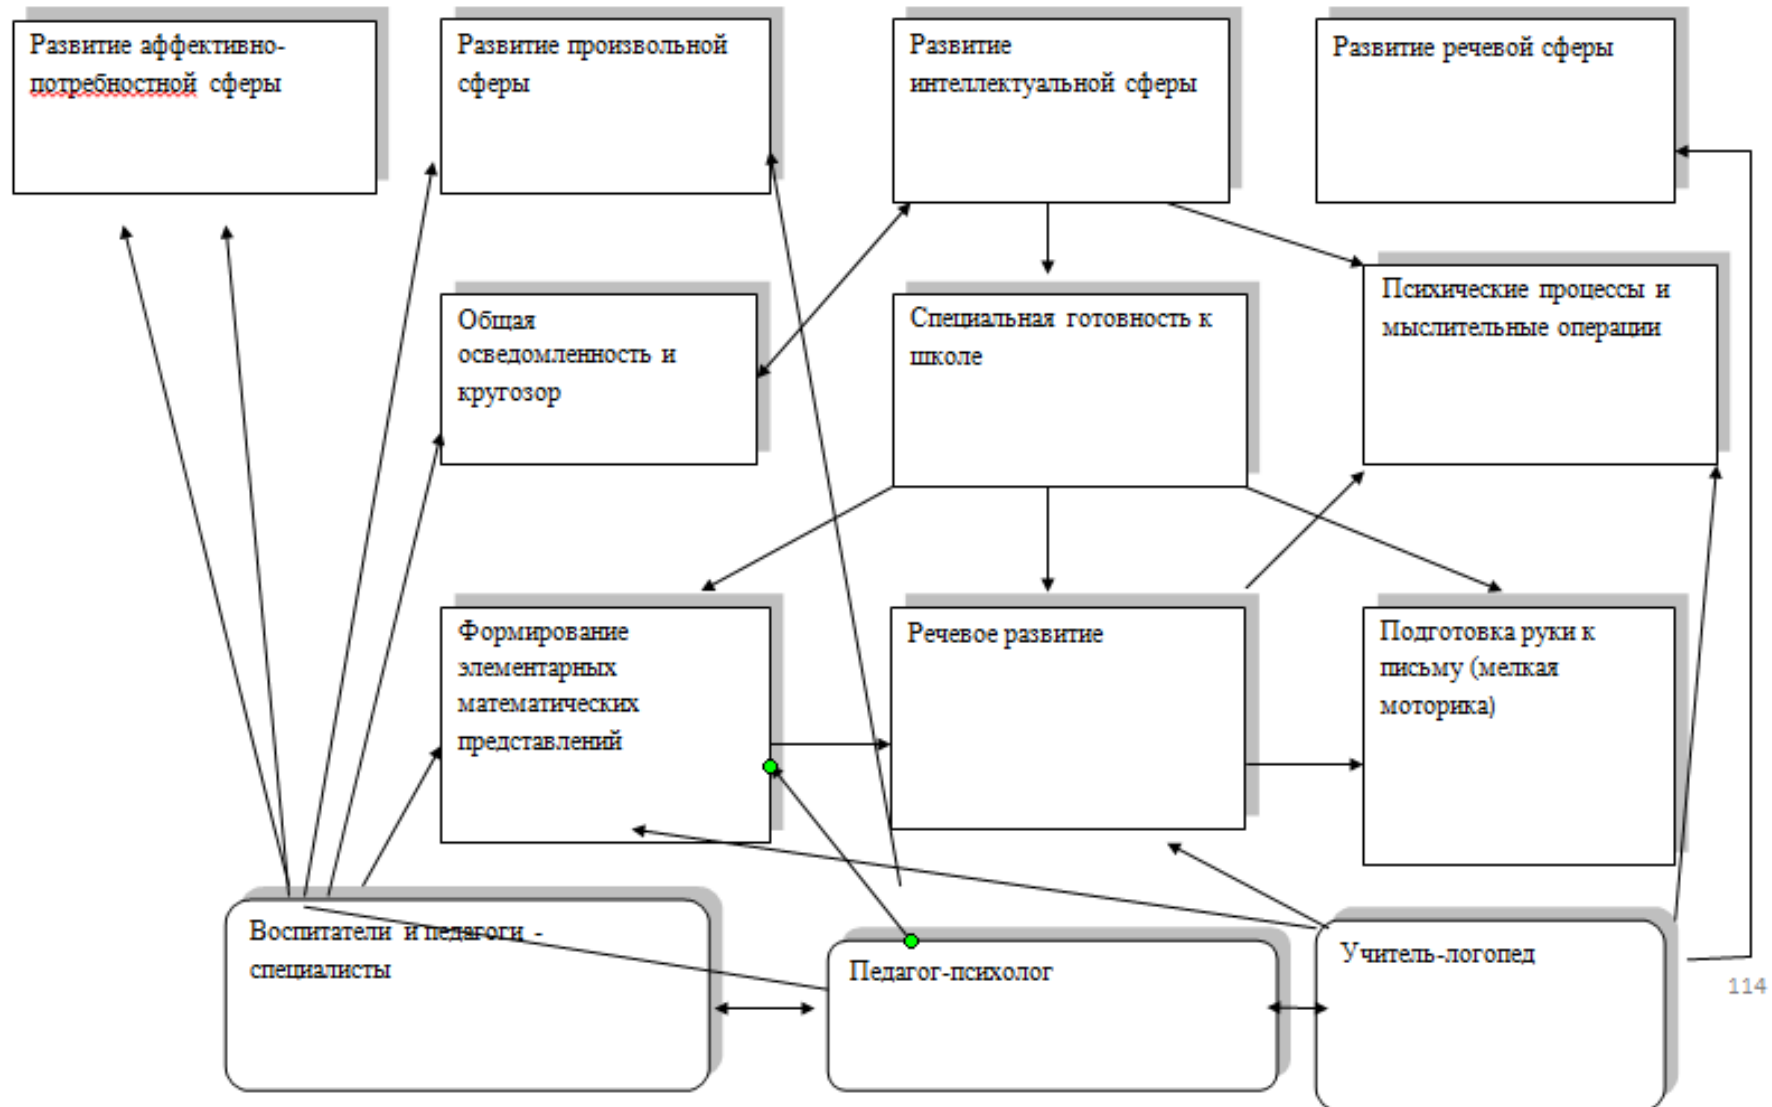 Развитие аффективно-
потребностной сферы
Развитие произвольной
сферы
Развитие
интеллектуальной сферы
Развитие речевой сферы
Общая
осведомленность и
кругозор
Специальная готовность к
школе
Психические процессы и
мыслительные операции
Формирование
элементарных
математических
представлений
Речевое развитие
Подготовка руки к
письму (мелкая
моторика)
Воспитатели и педагоги -
специалисты
Педагог-психолог
Учитель-логопед
114